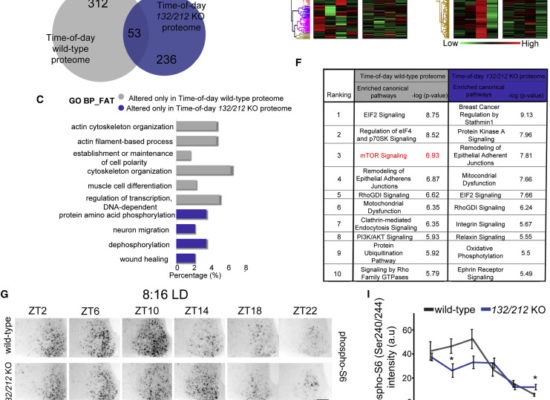 312
Time-of-day
wild-type
proteome
53
Time-of-day
132/212 KO
proteome
236
Low
High
C
GO BP_FAT
Altered only in Time-of-day wild-type proteome
Altered only in Time-of-day 132/212 KO proteome
actin cytoskeleton organization
actin filament-based process
establishment or maintenance
of cell polarity
cytoskeleton organization
muscle cell differentiation
regulation of transcription,
DNA-dependent
protein amino acid phosphorylation
neuron migration
dephosphorylation
wound healing
0 2 4 6 8
Percentage (%)
F
Time-of-day wild-type proteome
Time-of-day 132/212 KO proteome
Ranking
Enriched canonical
pathways
-log (p-value)
Enriched canonical
pathways
-log (p-value)
1
EIF2 Signaling
8.75
Breast Cancer
Regulation by
Stathmin1
9.13
2
Regulation of eIF4
and p70SK Signaling
8.52
Protein Kinase A
Signaling
7.96
3
mTOR Signaling
6.93
Remodeling of
Epithelial Adherent
Junctions
7.81
4
Remodeling of
Epithelial Adherens
Junctions
6.87
Mitocondrial
Dysfunction
7.66
5
RhoGDI Signaling
6.62
EIF2 Signaling
7.66
6
Motochondrial
Dysfunction
6.35
RhoGDI Signaling
6.24
7
Clathrin-mediated
Endocytosis Signaling
6.35
Integrin Signaling
5.67
8
PI3K/AKT Signaling
5.93
Relaxin Signaling
5.55
9
Protein
Ubiquitination
Pathway
5.92
Oxidative
Phosphorylation
5.5
10
Signaling by Rho
Family GTPases
5.79
Ephrin Receptor
Signaling
5.49
G
8:16 LD
ZT2 ZT6 ZT10 ZT14 ZT18 ZT22
wild-type
132/212 KO
phospho-S6
I
wild-type
132/212 KO
phospho-S6 (Ser240/244)
intensity (a.u)
60
40
20
*
*